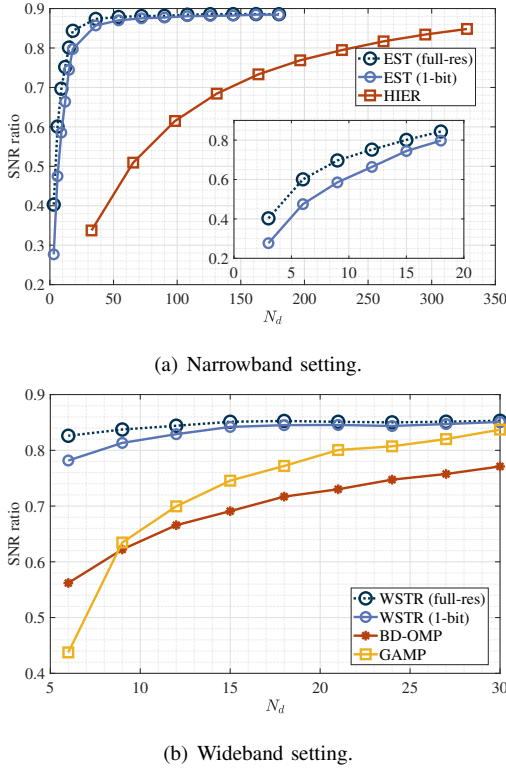 0.9
0.8
0.7
0.6
0.5
0.4
0.3
0.2
SNR ratio
EST (full-res)
EST (1-bit)
HIER
0.8
0.6
0.4
0.2
0 5 10 15 20
0 50 100 150 200 250 300 350
N_d
(a) Narrowband setting.
0.9
0.8
0.7
0.6
0.5
0.4
SNR ratio
WSTR (full-res)
WSTR (1-bit)
BD-OMP
GAMP
5 10 15 20 25 30
N_d
(b) Wideband setting.